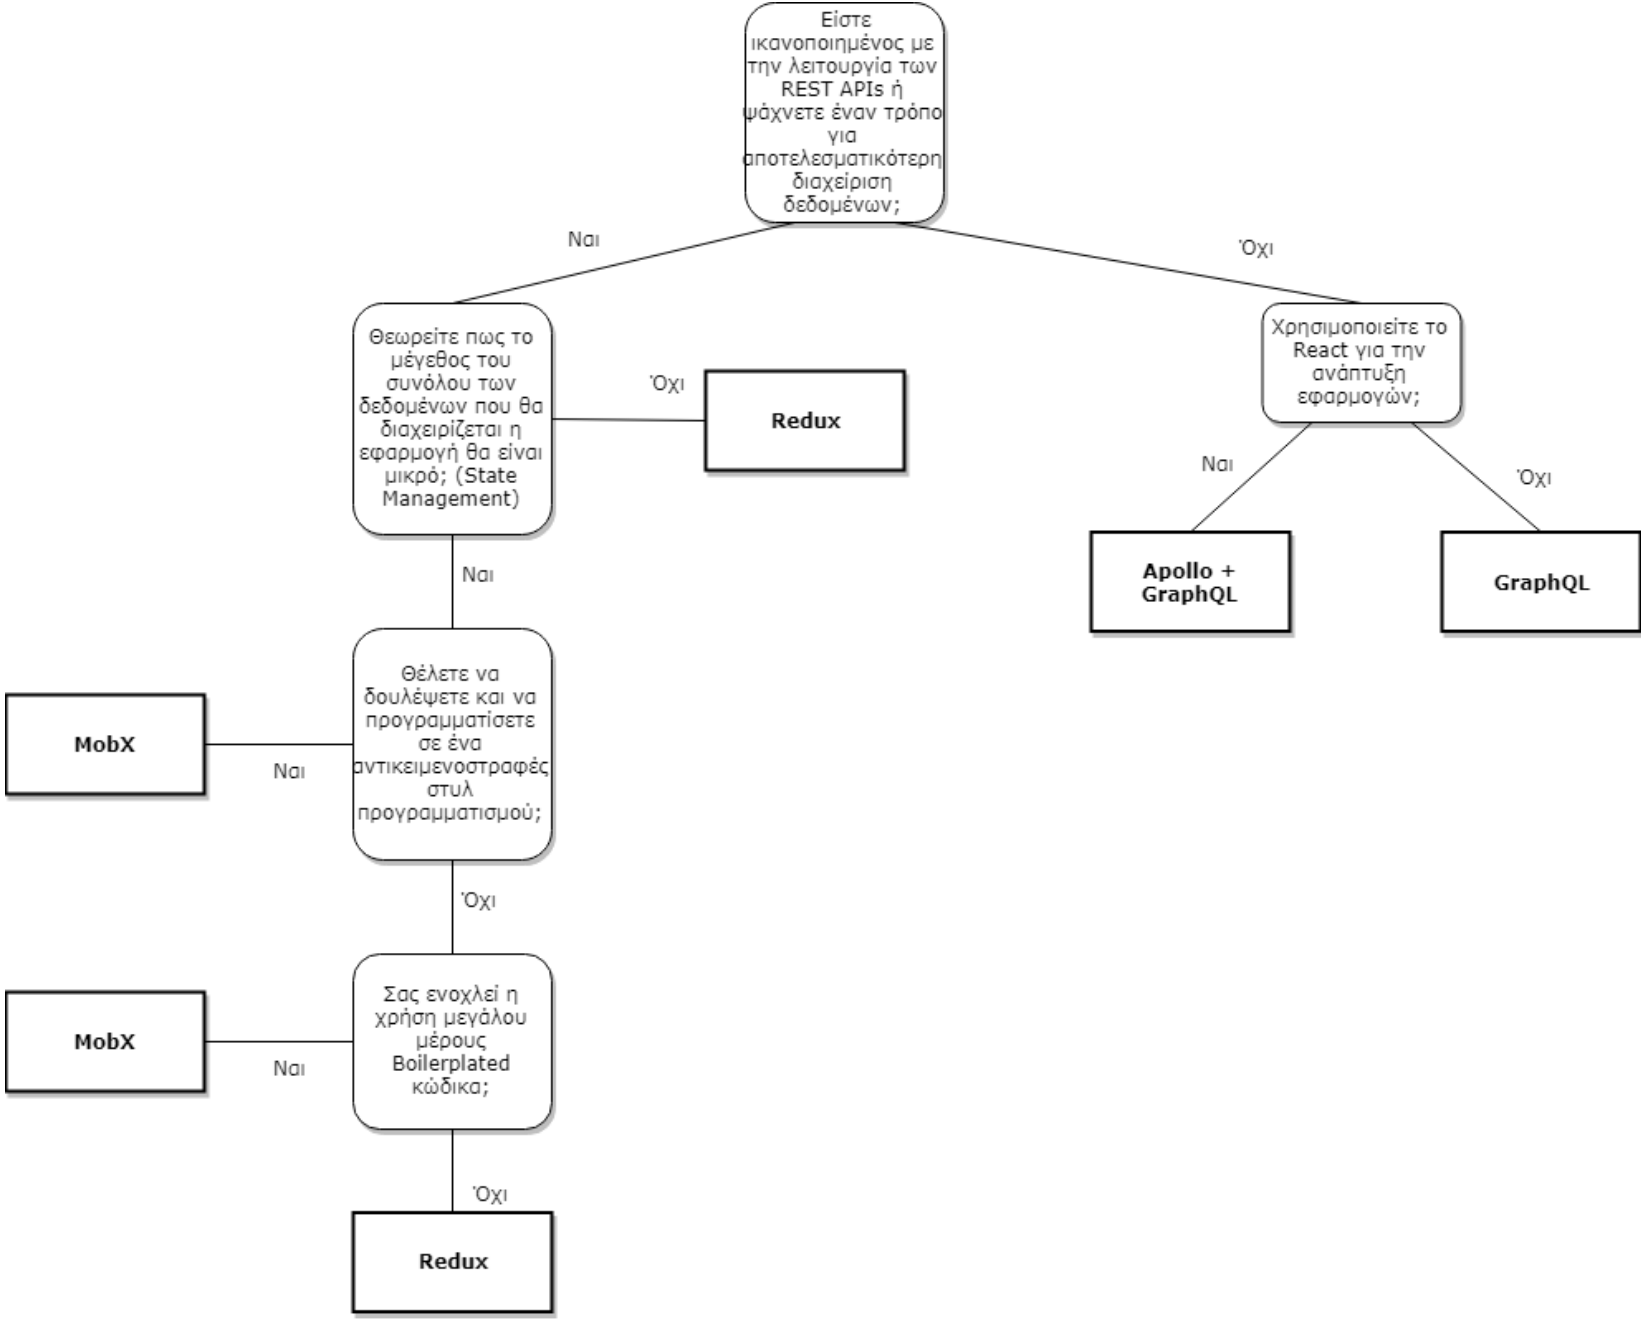 Είστε
ικανοποιημένος με
την λειτουργία των
REST APIs ή
ψάχνετε έναν τρόπο
για
αποτελεσματικότερη
διαχείριση
δεδομένων;
Ναι
Όχι
Θεωρείτε πως το
μέγεθος του
συνόλου των
δεδομένων που θα
διαχειρίζεται η
εφαρμογή θα είναι
μικρό; (State
Management)
Όχι
Redux
Χρησιμοποιείτε το
React για την
ανάπτυξη
εφαρμογών;
Ναι
Όχι
Apollo +
GraphQL
GraphQL
Ναι
Θέλετε να
δουλέψετε και να
προγραμματίσετε
σε ένα
αντικειμενοστραφές
στυλ
προγραμματισμού;
Ναι
MobX
Όχι
Σας ενοχλεί η
χρήση μεγάλου
μέρους
Boilerplated
κώδικα;
Ναι
MobX
Όχι
Redux